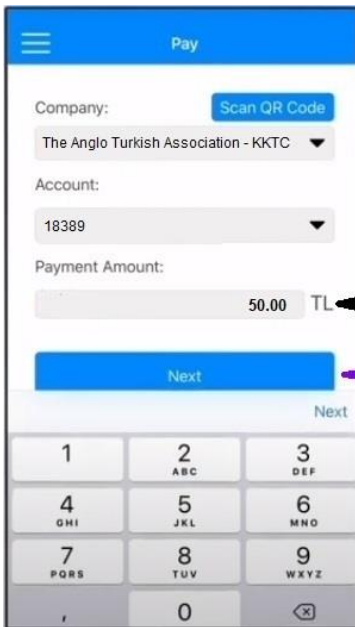 Pay
Company:
Scan QR Code
The Anglo Turkish Association - KKTC
Account:
18389
Payment Amount:
50.00 TL
Next
Next
1
2
3
ABC
DEF
4
5
6
GHI
JKL
MNO
7
8
9
PQRS
TUV
WXYZ
,
0